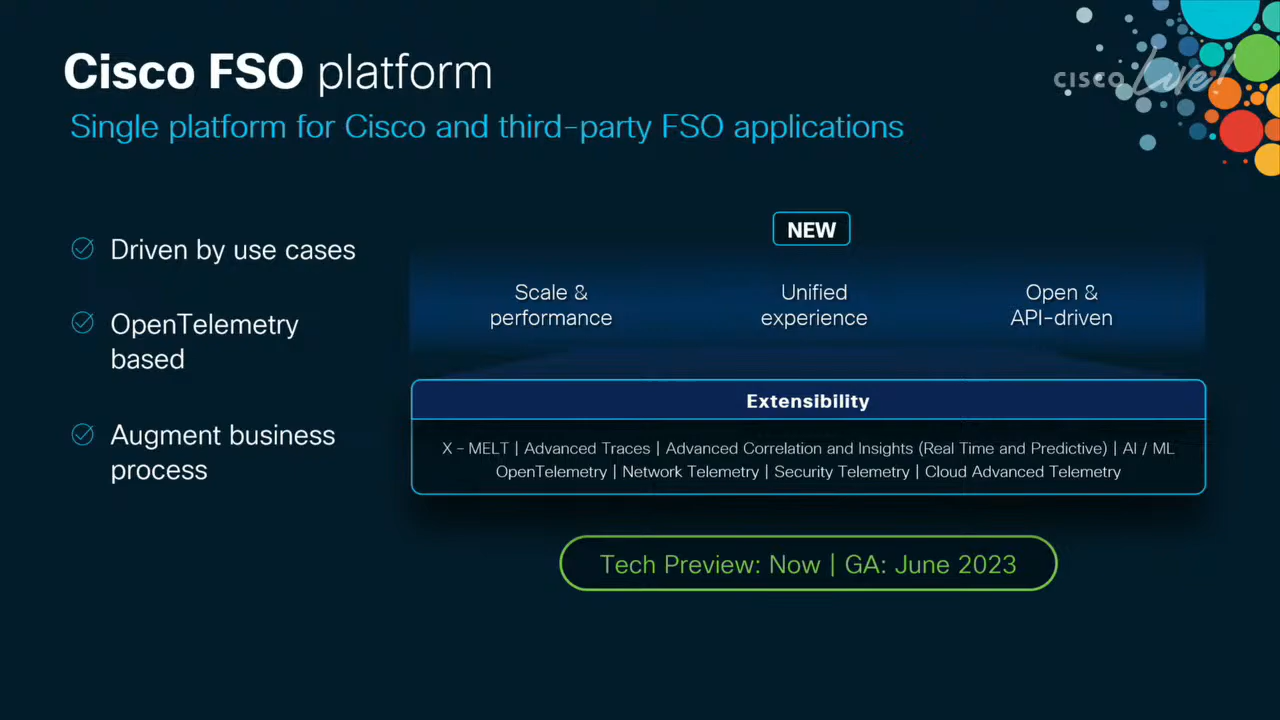 Cisco FSO platform
CISCO Live!
Single platform for Cisco and third-party FSO applications
Driven by use cases
OpenTelemetry
based
Augment business
process
NEW
Scale &
performance
Unified
experience
Open &
API-driven
Extensibility
X - MELT | Advanced Traces | Advanced Correlation and Insights (Real Time and Predictive) | AI / ML
OpenTelemetry | Network Telemetry | Security Telemetry | Cloud Advanced Telemetry
Tech Preview: Now | GA: June 2023